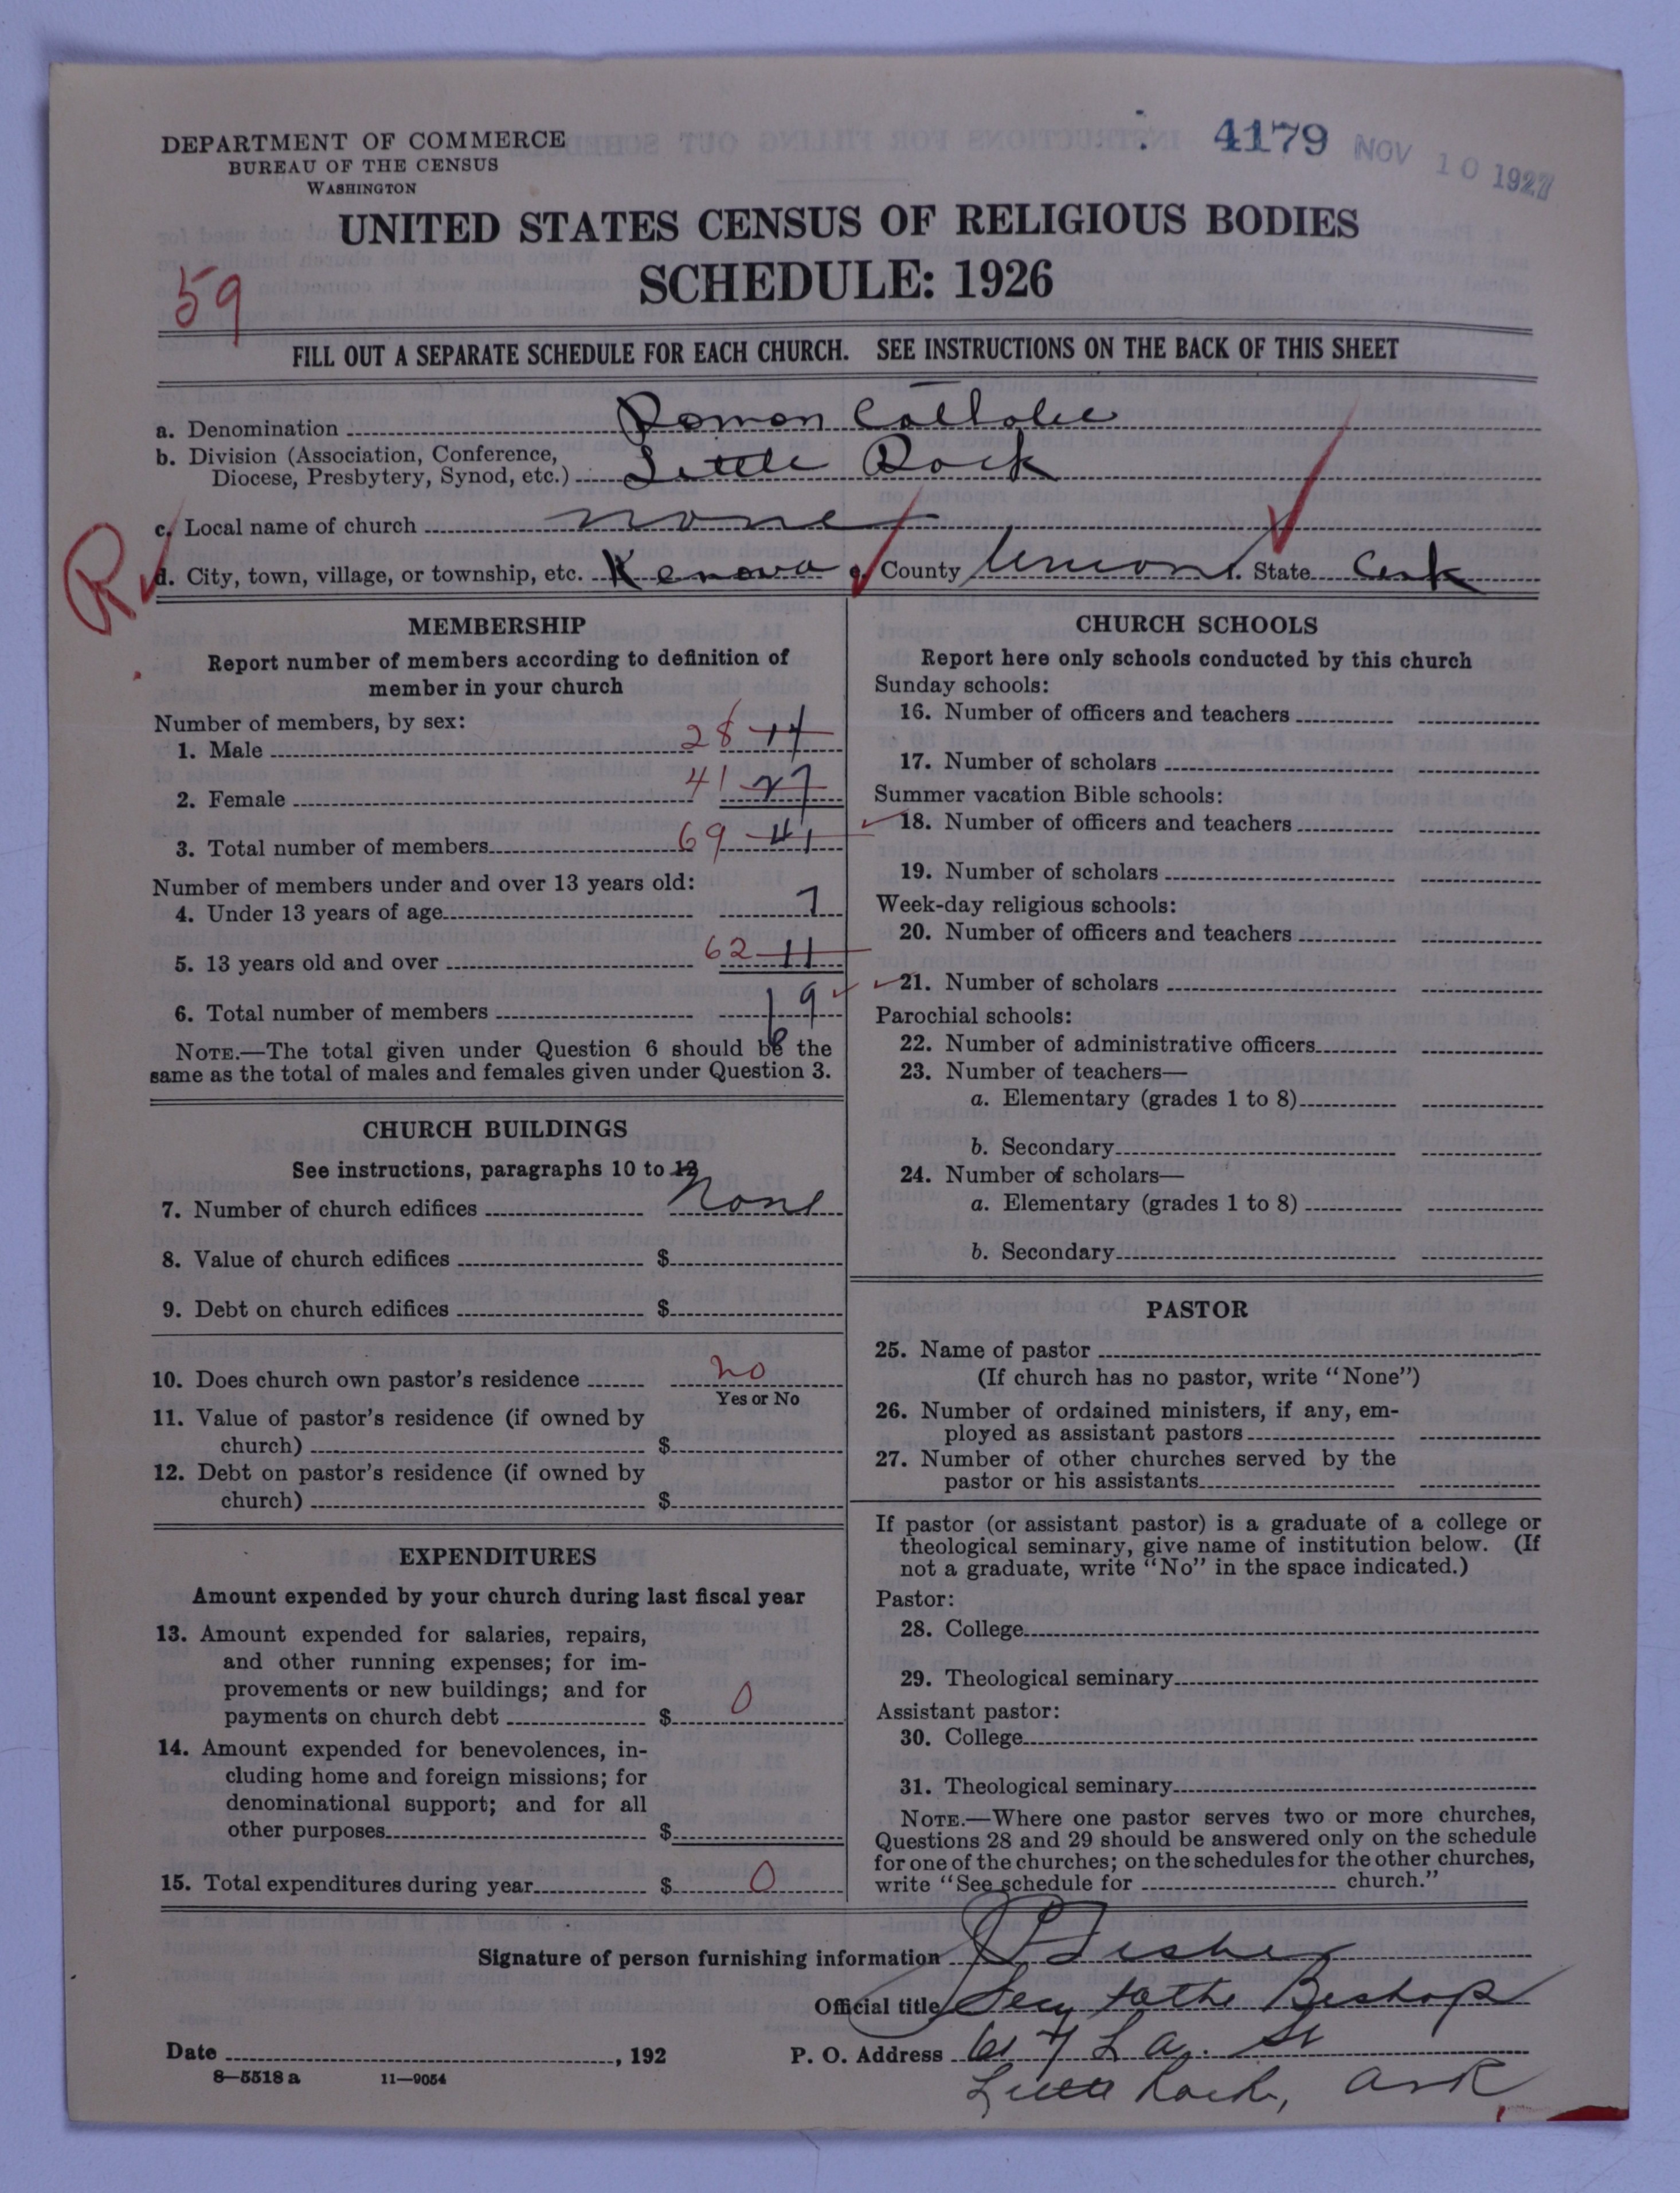 DEPARTMENT OF COMMERCE
BUREAU OF THE CENSUS
WASHINGTON
4179 NOV 10 1927
UNITED STATES CENSUS OF RELIGIOUS BODIES
SCHEDULE: 1926
59
FILL OUT A SEPARATE SCHEDULE FOR EACH CHURCH. SEE INSTRUCTIONS ON THE BACK OF THIS SHEET
a. Denomination Roman Catholic
b. Division (Association, Conference,
Diocese, Presbytery, Synod, etc.) Little Rock
c. Local name of church none
R
d. City, town, village, or township, etc. Kenova e. County Union f. State Ark
MEMBERSHIP
Report number of members according to definition of
member in your church
Number of members, by sex:
1. Male 28 14
2. Female 41 27
3. Total number of members 69 41
Number of members under and over 13 years old:
4. Under 13 years of age 7
5. 13 years old and over 62 11
6. Total number of members 69
NOTE.—The total given under Question 6 should be the
same as the total of males and females given under Question 3.
CHURCH BUILDINGS
See instructions, paragraphs 10 to 12
7. Number of church edifices none
8. Value of church edifices $
9. Debt on church edifices $
10. Does church own pastor's residence no
Yes or No
11. Value of pastor's residence (if owned by
church) $
12. Debt on pastor's residence (if owned by
church) $
EXPENDITURES
Amount expended by your church during last fiscal year
13. Amount expended for salaries, repairs,
and other running expenses; for im-
provements or new buildings; and for
payments on church debt $ 0
14. Amount expended for benevolences, in-
cluding home and foreign missions; for
denominational support; and for all
other purposes $
15. Total expenditures during year $ 0
CHURCH SCHOOLS
Report here only schools conducted by this church
Sunday schools:
16. Number of officers and teachers
17. Number of scholars
Summer vacation Bible schools:
18. Number of officers and teachers
19. Number of scholars
Week-day religious schools:
20. Number of officers and teachers
21. Number of scholars
Parochial schools:
22. Number of administrative officers
23. Number of teachers—
a. Elementary (grades 1 to 8)
b. Secondary
24. Number of scholars—
a. Elementary (grades 1 to 8)
b. Secondary
PASTOR
25. Name of pastor
(If church has no pastor, write "None")
26. Number of ordained ministers, if any, em-
ployed as assistant pastors
27. Number of other churches served by the
pastor or his assistants
If pastor (or assistant pastor) is a graduate of a college or
theological seminary, give name of institution below. (If
not a graduate, write "No" in the space indicated.)
Pastor:
28. College
29. Theological seminary
Assistant pastor:
30. College
31. Theological seminary
NOTE.—Where one pastor serves two or more churches,
Questions 28 and 29 should be answered only on the schedule
for one of the churches; on the schedules for the other churches,
write "See schedule for church."
Signature of person furnishing information
Official title Secy to the Bishop
Date , 192 P. O. Address 617 La. St
Little Rock, Ark
8—5518 a 11—9054